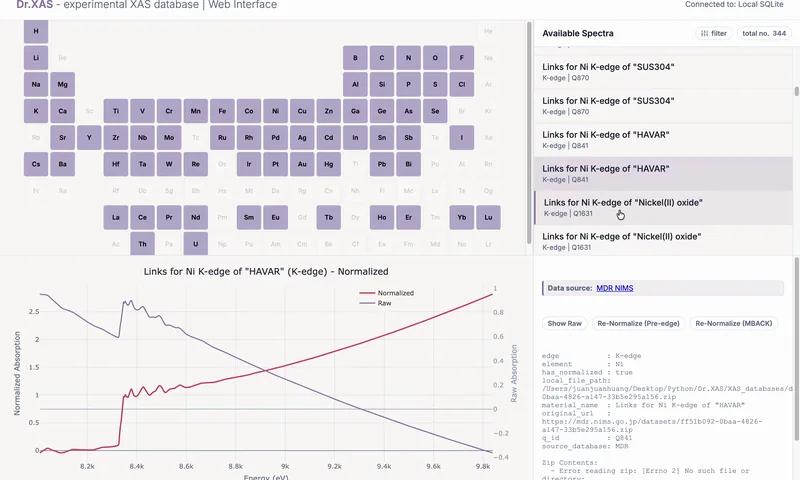 Dr.XAS - experimental XAS database | Web Interface
Connected to: Local SQLite
H He
Li Be B C N O F Ne
Na Mg Al Si P S Cl Ar
K Ca Sc Ti V Cr Mn Fe Co Ni Cu Zn Ga Ge As Se Br Kr
Rb Sr Y Zr Nb Mo Tc Ru Rh Pd Ag Cd In Sn Sb Te I Xe
Cs Ba Hf Ta W Re Os Ir Pt Au Hg Tl Pb Bi Po At Rn
Fr Ra Rf Db Sg Bh Hs Mt Ds Rg Cn Nh Fl Mc Lv Ts Og
La Ce Pr Nd Pm Sm Eu Gd Tb Dy Ho Er Tm Yb Lu
Ac Th Pa U Np Pu Am Cm Bk Cf Es Fm Md No Lr
Available Spectra
filter
total no. 344
Links for Ni K-edge of "SUS304"
K-edge | Q870
Links for Ni K-edge of "SUS304"
K-edge | Q870
Links for Ni K-edge of "HAVAR"
K-edge | Q841
Links for Ni K-edge of "HAVAR"
K-edge | Q841
Links for Ni K-edge of "Nickel(II) oxide"
K-edge | Q1631
Links for Ni K-edge of "Nickel(II) oxide"
K-edge | Q1631
Links for Ni K-edge of "HAVAR" (K-edge) - Normalized
Normalized
Raw
Normalized Absorption
2.5
2
1.5
1
0.5
0
Raw Absorption
1
0.8
0.6
0.4
0.2
0
−0.2
−0.4
8.2k 8.4k 8.6k 8.8k 9k 9.2k 9.4k 9.6k 9.8k
Energy (eV)
Data source: MDR NIMS
Show Raw
Re-Normalize (Pre-edge)
Re-Normalize (MBACK)
edge : K-edge
element : Ni
has_normalized : true
local_file_path:
/Users/juanjuanhuang/Desktop/Python/Dr.XAS/XAS_databases/d
0baa-4826-a147-33b5e295a156.zip
material_name : Links for Ni K-edge of "HAVAR"
original_url :
https://mdr.nims.go.jp/datasets/ff51b092-0baa-4826-
a147-33b5e295a156.zip
q_id : Q841
source_database: MDR
Zip Contents:
- Error reading zip: [Errno 2] No such file or
directory: